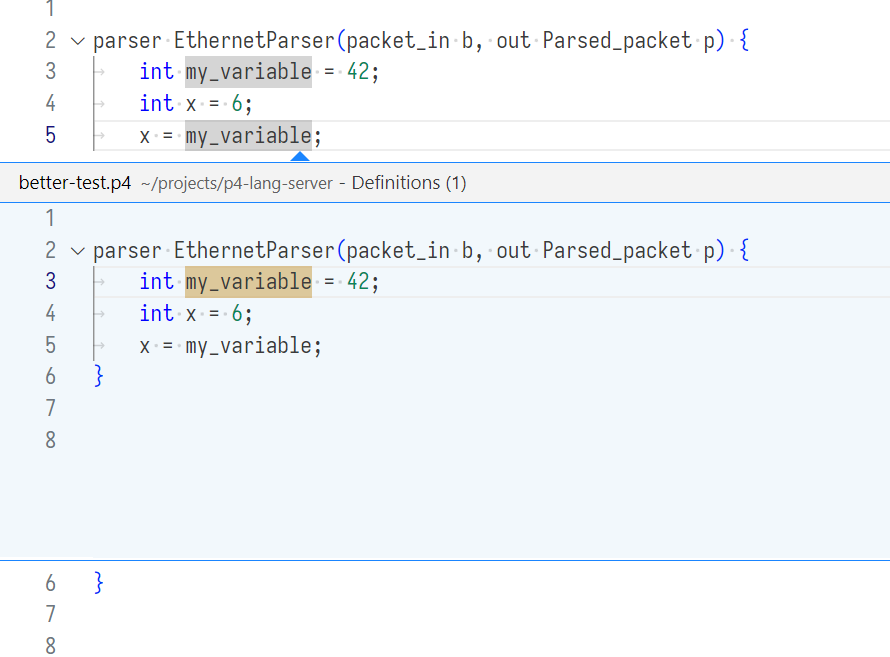 1
2 parser EthernetParser(packet_in b, out Parsed_packet p) {
3 int my_variable = 42;
4 int x = 6;
5 x = my_variable;
better-test.p4 ~/projects/p4-lang-server - Definitions (1)
1
2 parser EthernetParser(packet_in b, out Parsed_packet p) {
3 int my_variable = 42;
4 int x = 6;
5 x = my_variable;
6 }
7
8
6 }
7
8